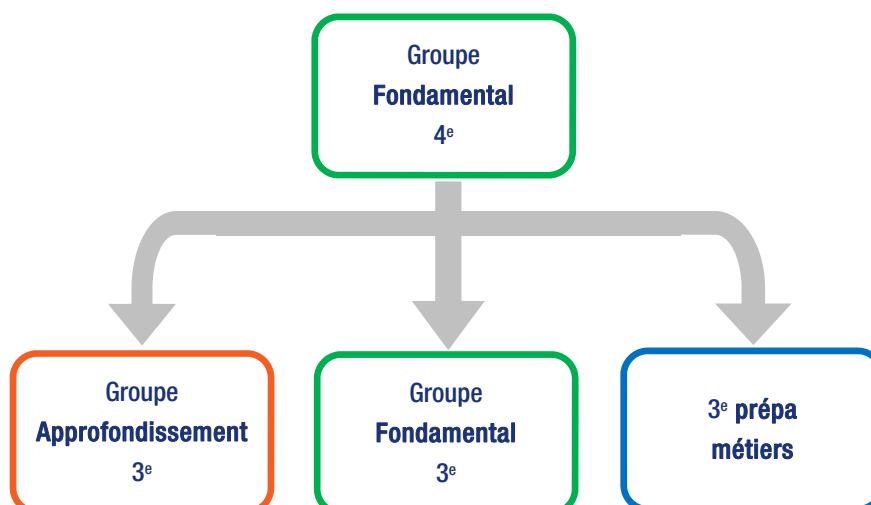 Groupe
Fondamental
4ᵉ
Groupe
Approfondissement
3ᵉ
Groupe
Fondamental
3ᵉ
3ᵉ prépa
métiers